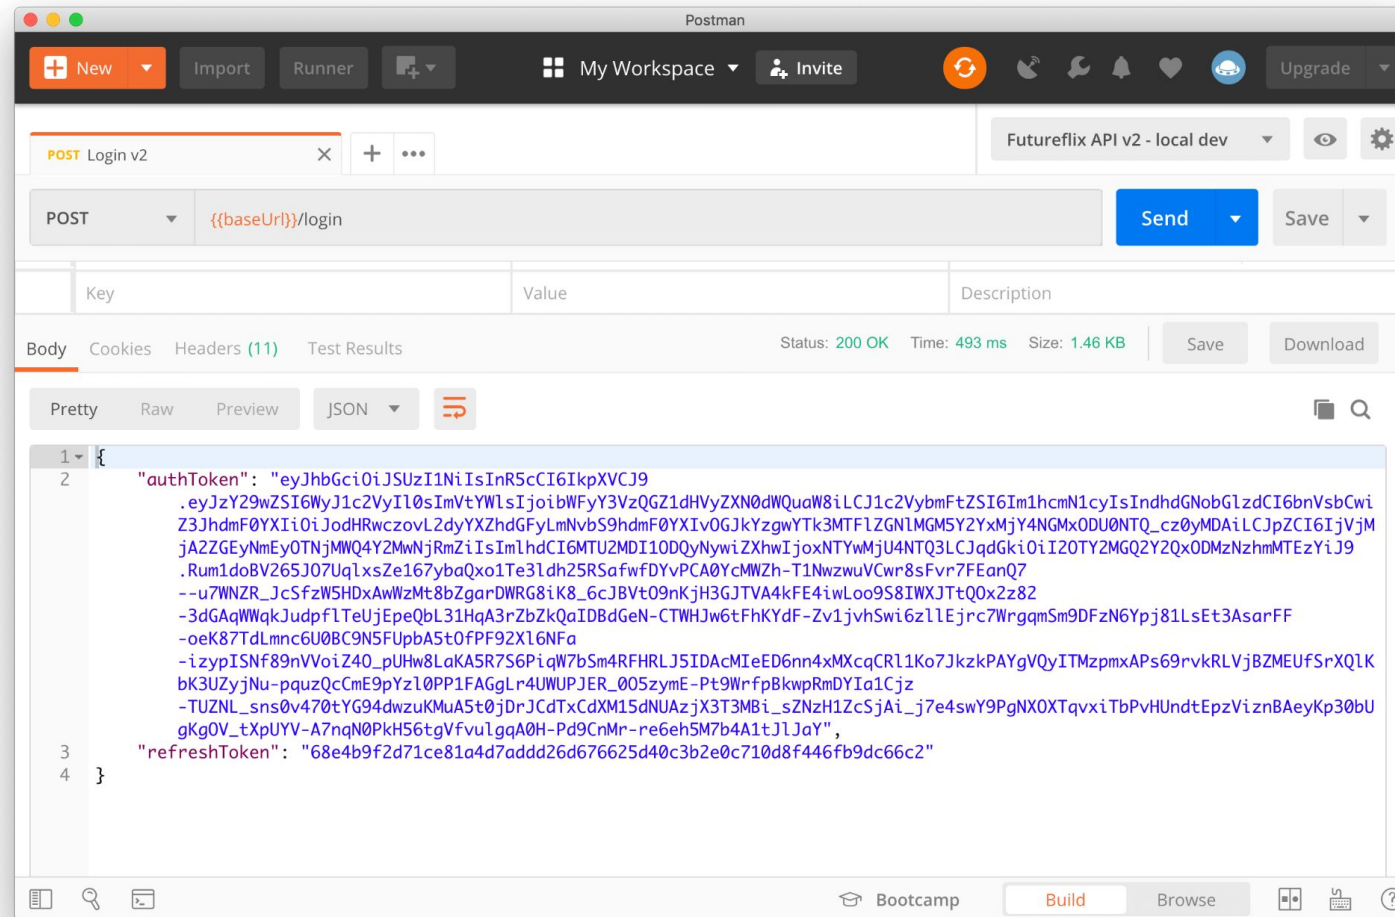 Postman
New
Import
Runner
My Workspace
Invite
Upgrade
POST Login v2
Futureflix API v2 - local dev
POST
{{baseUrl}}/login
Send
Save
Key
Value
Description
Body Cookies Headers (11) Test Results
Status: 200 OK Time: 493 ms Size: 1.46 KB
Save
Download
Pretty Raw Preview
JSON
1 {
2 "authToken": "eyJhbGciOiJSUzI1NiIsInR5cCI6IkpXVCJ9
.eyJzY29wZSI6WyJ1c2VyIl0sImVtYWlsIjoibWFyY3VzQGZ1dHVyZXN0dWQuaW8iLCJ1c2VybmFtZSI6Im1hcmN1cyIsIndhdGNobGlzdCI6bnVsbCwi
Z3JhdmF0YXIiOiJodHRwczovL2dyYXZhdGFyLmNvbS9hdmF0YXIvOGJkYzgwYTk3MTFlZGNlMGM5Y2YxMjY4NGMxODU0NTQ_cz0yMDAiLCJpZCI6IjVjM
jA2ZGEyNmEyOTNjMWQ4Y2MwNjRmZiIsImlhdCI6MTU2MDI1ODQyNywiZXhwIjoxNTYwMjU4NTQ3LCJqdGkiOiI2OTY2MGQ2Y2QxODMzNzhmMTEzYiJ9
.Rum1doBV265JO7UqlxsZe167ybaQxo1Te3ldh25RSafwfDYvPCA0YcMWZh-T1NwzwuVCwr8sFvr7FEanQ7
--u7WNZR_JcSfzW5HDxAwWzMt8bZgarDWRG8iK8_6cJBVtO9nKjH3GJTVA4kFE4iwLoo9S8IWXJTtQOx2z82
-3dGAqWWqkJudpflTeUjEpeQbL31HqA3rZbZkQaIDBdGeN-CTWHJw6tFhKYdF-Zv1jvhSwi6zllEjrc7WrgqmSm9DFzN6Ypj81LsEt3AsarFF
-oeK87TdLmnc6U0BC9N5FUpbA5tOfPF92Xl6NFa
-izypISNf89nVVoiZ4O_pUHw8LaKA5R7S6PiqW7bSm4RFHRLJ5IDAcMIeED6nn4xMXcqCRl1Ko7JkzkPAYgVQyITMzpmxAPs69rvkRLVjBZMEUfSrXQlK
bK3UZyjNu-pquzQcCmE9pYzl0PP1FAGgLr4UWUPJER_0O5zymE-Pt9WrfpBkwpRmDYIa1Cjz
-TUZNL_sns0v470tYG94dwzuKMuA5t0jDrJCdTxCdXM15dNUAzjX3T3MBi_sZNzH1ZcSjAi_j7e4swY9PgNXOXTqvxiTbPvHUndtEpzViznBAeyKp30bU
gKgOV_tXpUYV-A7nqN0PkH56tgVfvulgqA0H-Pd9CnMr-re6eh5M7b4A1tJlJaY",
3 "refreshToken": "68e4b9f2d71ce81a4d7addd26d676625d40c3b2e0c710d8f446fb9dc66c2"
4 }
Bootcamp
Build
Browse